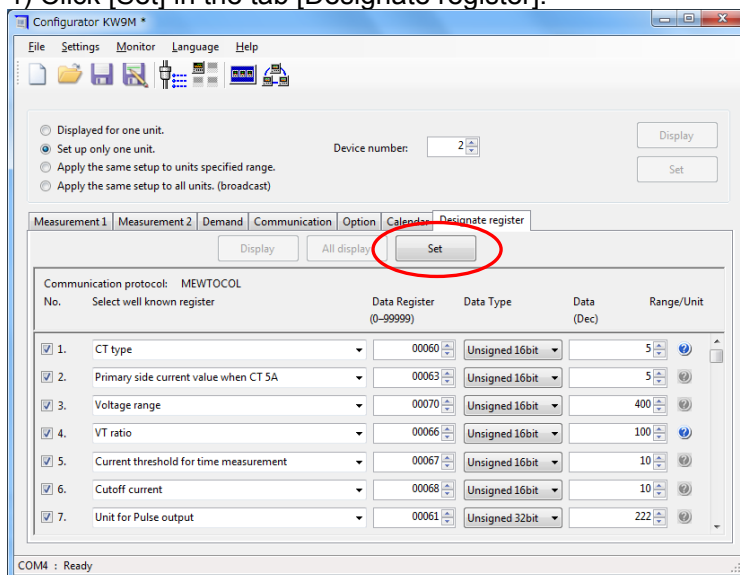 1) Click [Set] in the tab [Designate register].
Configurator KW9M *
File Settings Monitor Language Help
Displayed for one unit.
Set up only one unit.
Apply the same setup to units specified range.
Apply the same setup to all units. (broadcast)
Device number: 2
Display
Set
Measurement 1 Measurement 2 Demand Communication Option Calendar Designate register
Display All display Set
Communication protocol: MEWTOCOL
No. Select well known register Data Register Data Type Data Range/Unit
(0–99999) (Dec)
1. CT type 00060 Unsigned 16bit 5
2. Primary side current value when CT 5A 00063 Unsigned 16bit 5
3. Voltage range 00070 Unsigned 16bit 400
4. VT ratio 00066 Unsigned 16bit 100
5. Current threshold for time measurement 00067 Unsigned 16bit 10
6. Cutoff current 00068 Unsigned 16bit 10
7. Unit for Pulse output 00061 Unsigned 32bit 222
COM4 : Ready